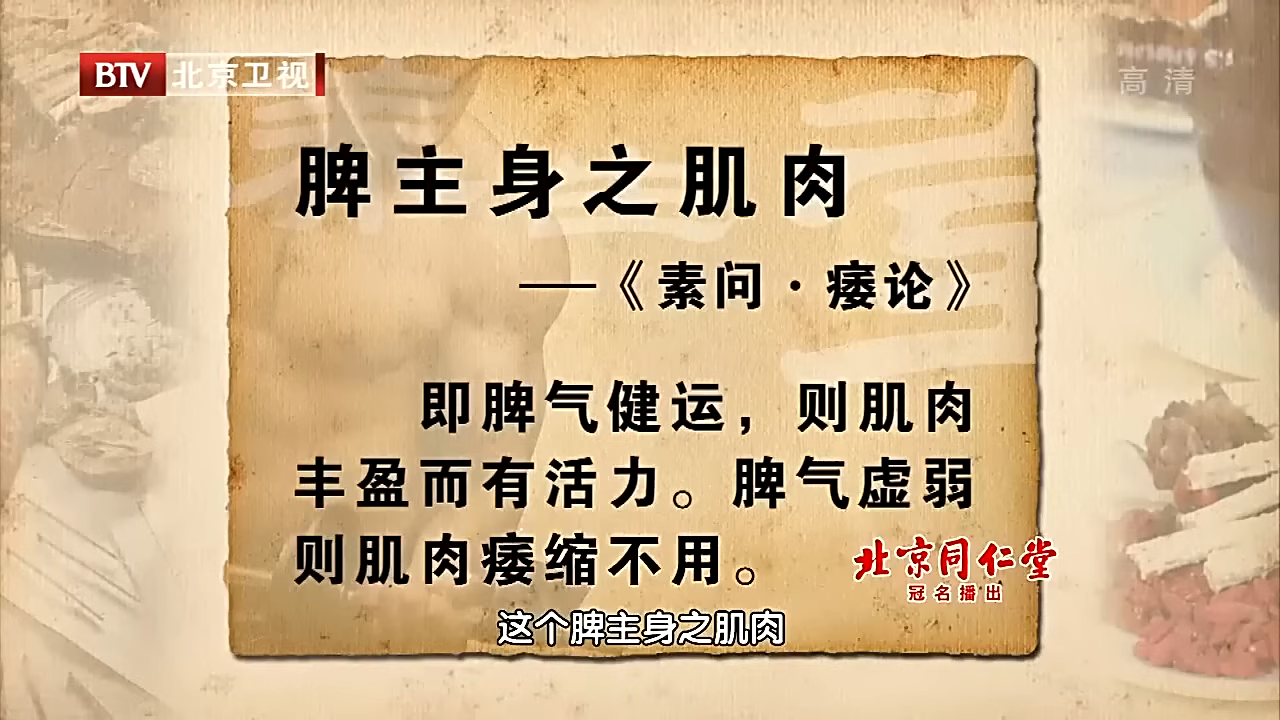 BTV 北京卫视
高清
脾主身之肌肉
——《素问·痿论》
即脾气健运，则肌肉
丰盈而有活力。脾气虚弱
则肌肉痿缩不用。
北京同仁堂
冠名播出
这个脾主身之肌肉